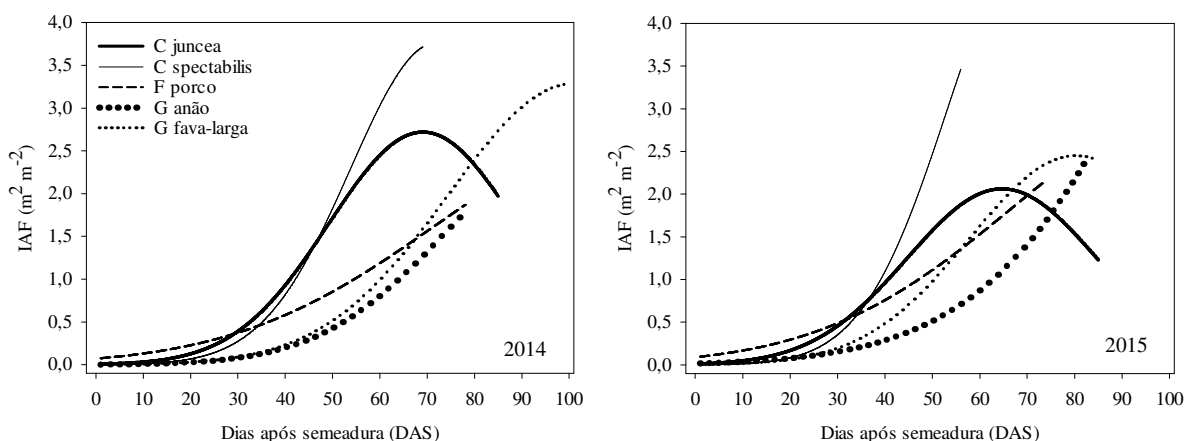 4,0
3,5
3,0
2,5
2,0
1,5
1,0
0,5
0,0
IAF (m² m⁻²)
C juncea
C spectabilis
F porco
G anão
G fava-larga
2014
0 10 20 30 40 50 60 70 80 90 100
Dias após semeadura (DAS)
4,0
3,5
3,0
2,5
2,0
1,5
1,0
0,5
0,0
IAF (m² m⁻²)
2015
0 10 20 30 40 50 60 70 80 90 100
Dias após semeadura (DAS)